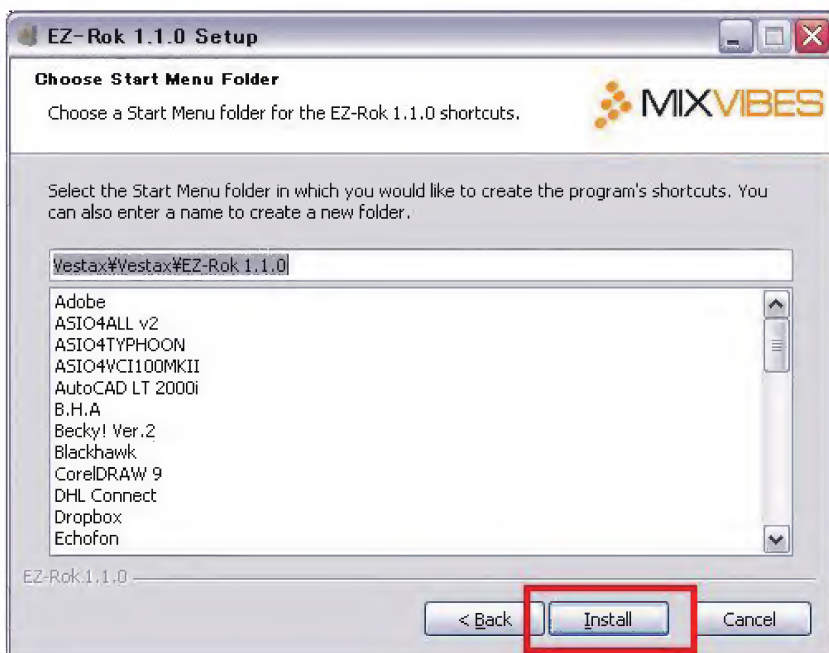 EZ-Rok 1.1.0 Setup
Choose Start Menu Folder
Choose a Start Menu folder for the EZ-Rok 1.1.0 shortcuts.
MIXVIBES
Select the Start Menu folder in which you would like to create the program's shortcuts. You
can also enter a name to create a new folder.
Vestax¥Vestax¥EZ-Rok 1.1.0
Adobe
ASIO4ALL v2
ASIO4TYPHOON
ASIO4VCI100MKII
AutoCAD LT 2000i
B.H.A
Becky! Ver.2
Blackhawk
CorelDRAW 9
DHL Connect
Dropbox
Echofon
EZ-Rok 1.1.0
< Back
Install
Cancel